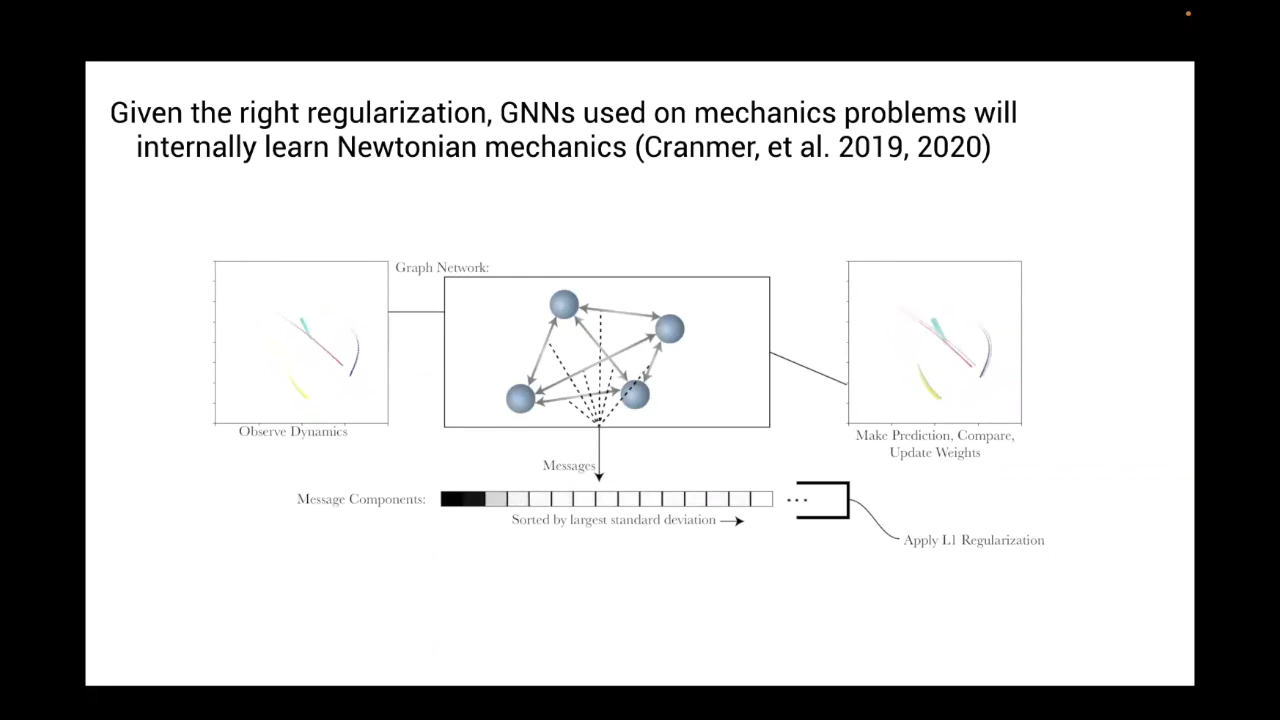 Given the right regularization, GNNs used on mechanics problems will
internally learn Newtonian mechanics (Cranmer, et al. 2019, 2020)
Graph Network:
Observe Dynamics
Make Prediction, Compare,
Update Weights
Messages
Message Components:
...
Sorted by largest standard deviation
Apply L1 Regularization